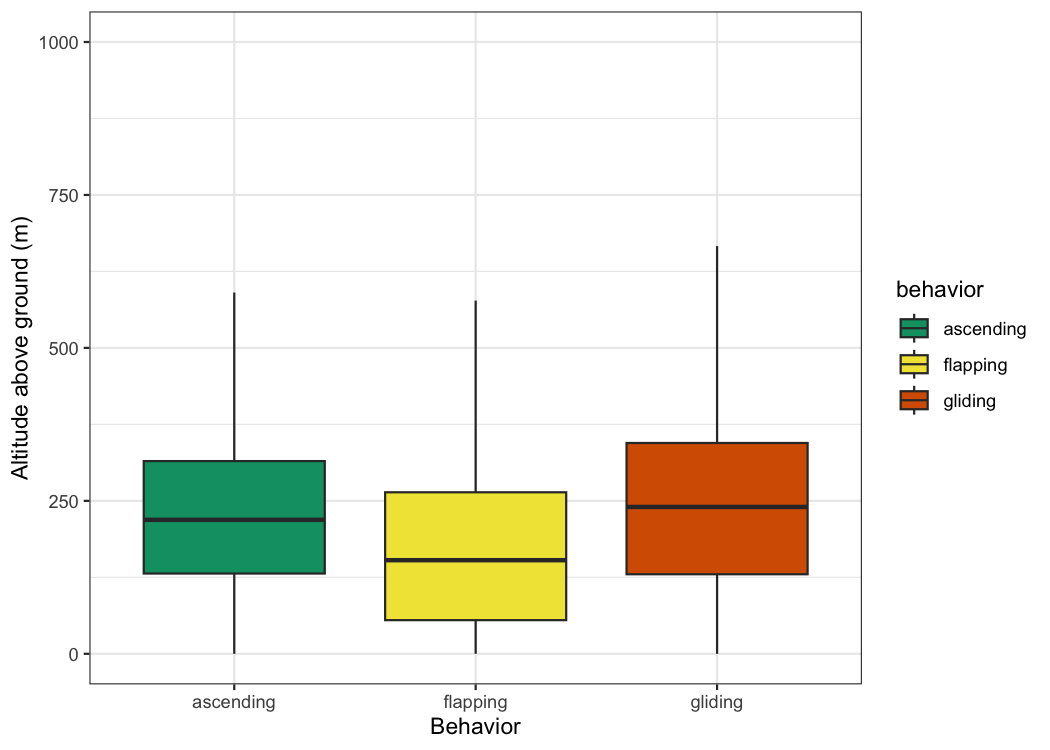 Altitude above ground (m)
1000
750
500
250
0
ascending
flapping
gliding
Behavior
behavior
ascending
flapping
gliding